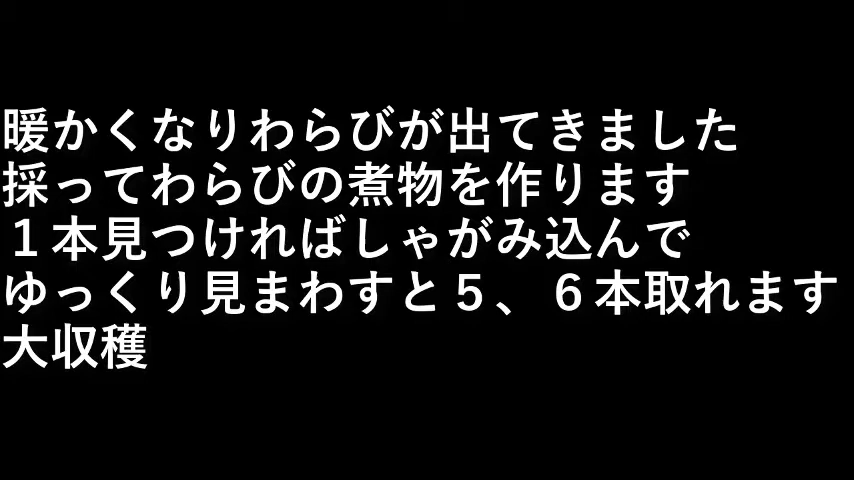 暖かくなりわらびが出てきました
採ってわらびの煮物を作ります
１本見つければしゃがみ込んで
ゆっくり見まわすと５、６本取れます
大収穫